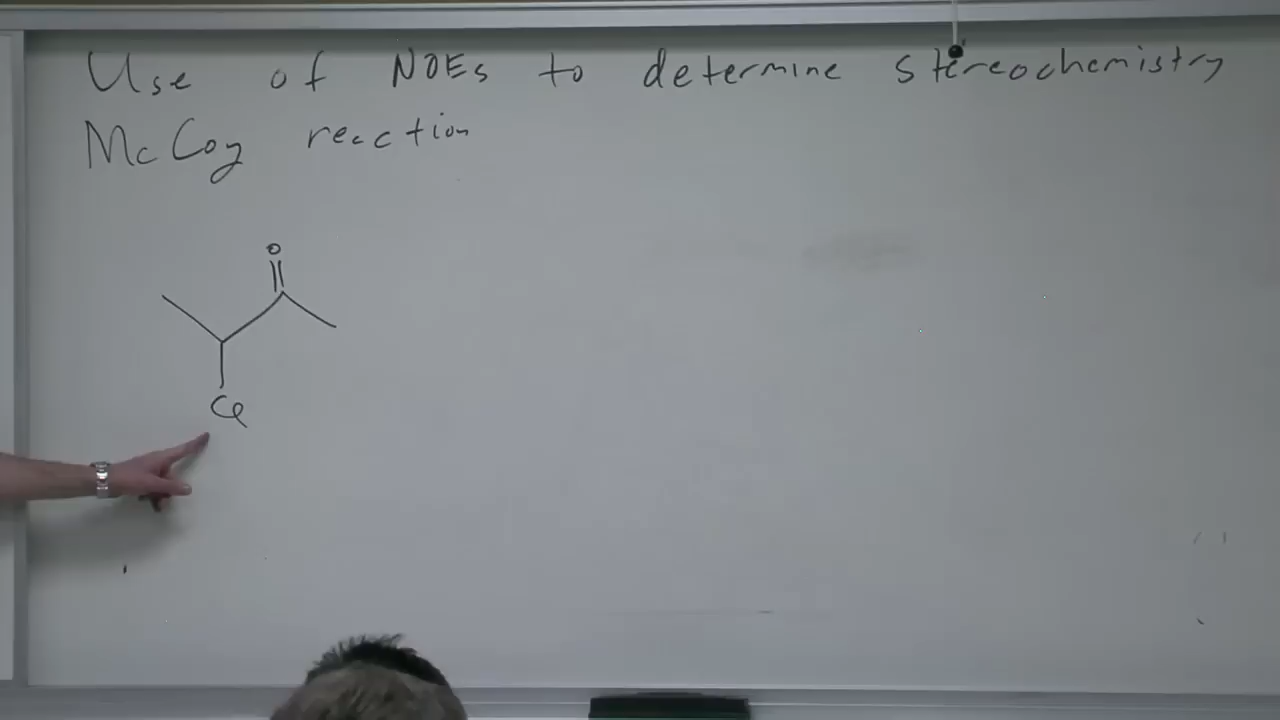 Use of NOEs to determine stereochemistry
McCoy reaction
O
Cl